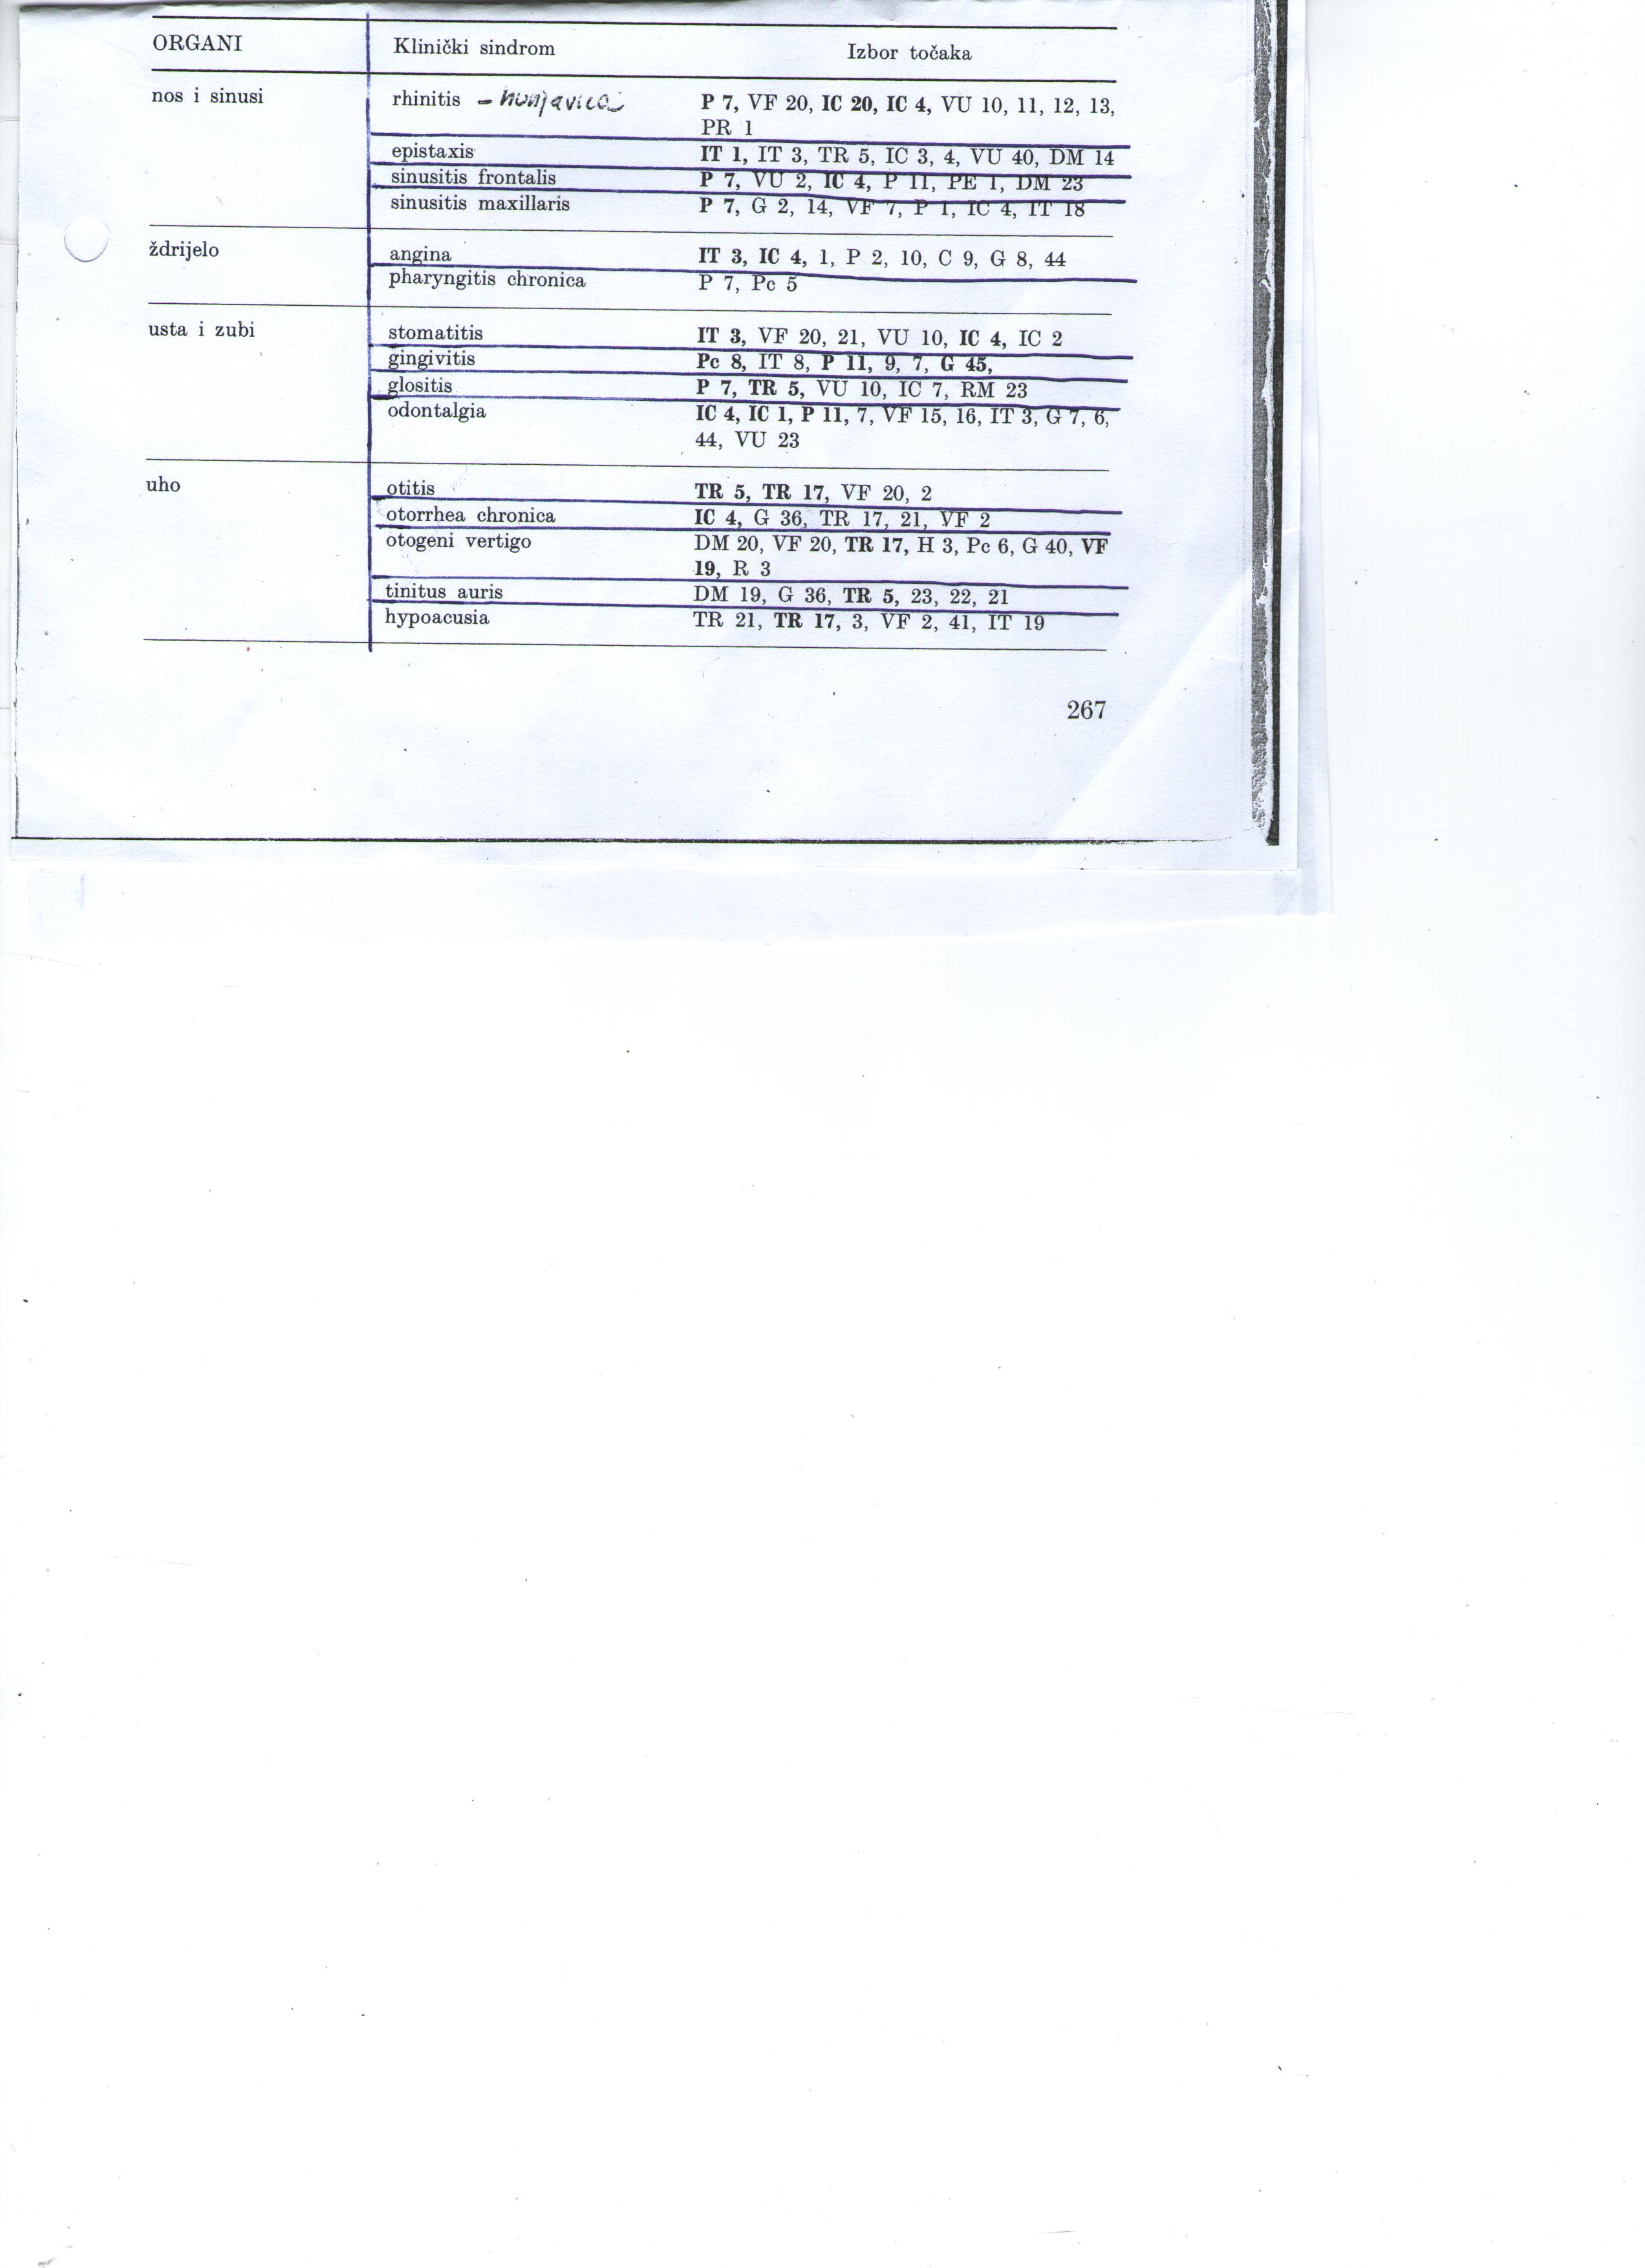 ORGANI Klinički sindrom Izbor točaka
nos i sinusi rhinitis - hunjavica P 7, VF 20, IC 20, IC 4, VU 10, 11, 12, 13,
PR 1
epistaxis IT 1, IT 3, TR 5, IC 3, 4, VU 40, DM 14
sinusitis frontalis P 7, VU 2, IC 4, P 11, PE 1, DM 23
sinusitis maxillaris P 7, G 2, 14, VF 7, P 1, IC 4, IT 18
ždrijelo angina IT 3, IC 4, 1, P 2, 10, C 9, G 8, 44
pharyngitis chronica P 7, Pc 5
usta i zubi stomatitis IT 3, VF 20, 21, VU 10, IC 4, IC 2
gingivitis Pc 8, IT 8, P 11, 9, 7, G 45,
glositis P 7, TR 5, VU 10, IC 7, RM 23
odontalgia IC 4, IC 1, P 11, 7, VF 15, 16, IT 3, G 7, 6,
44, VU 23
uho otitis TR 5, TR 17, VF 20, 2
otorrhea chronica IC 4, G 36, TR 17, 21, VF 2
otogeni vertigo DM 20, VF 20, TR 17, H 3, Pc 6, G 40, VF
19, R 3
tinitus auris DM 19, G 36, TR 5, 23, 22, 21
hypoacusia TR 21, TR 17, 3, VF 2, 41, IT 19
267